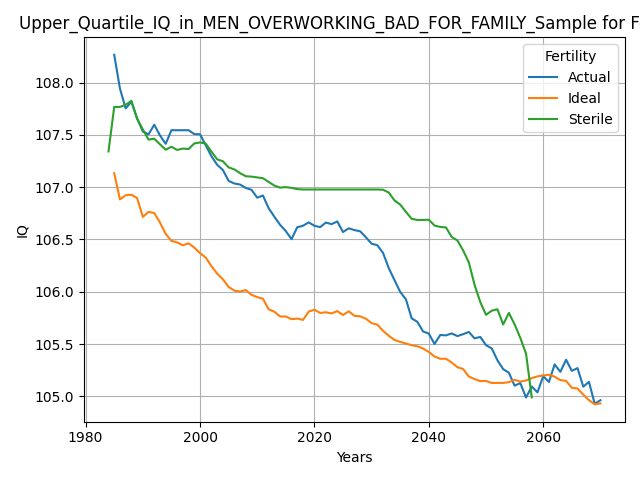 Upper_Quartile_IQ_in_MEN_OVERWORKING_BAD_FOR_FAMILY_Sample for F
Fertility
Actual
Ideal
Sterile
108.0
107.5
107.0
106.5
106.0
105.5
105.0
IQ
1980
2000
2020
2040
2060
Years